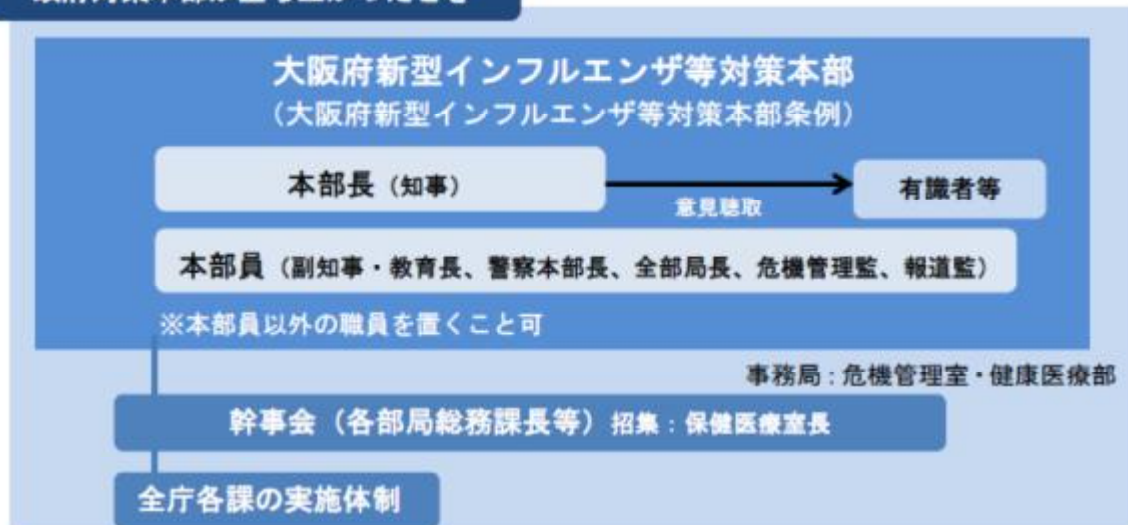 大阪府新型インフルエンザ等対策本部
（大阪府新型インフルエンザ等対策本部条例）
本部長（知事）
意見聴取
有識者等
本部員（副知事・教育長、警察本部長、全部局長、危機管理監、報道監）
※本部員以外の職員を置くこと可
事務局：危機管理室・健康医療部
幹事会（各部局総務課長等）招集：保健医療室長
全庁各課の実施体制